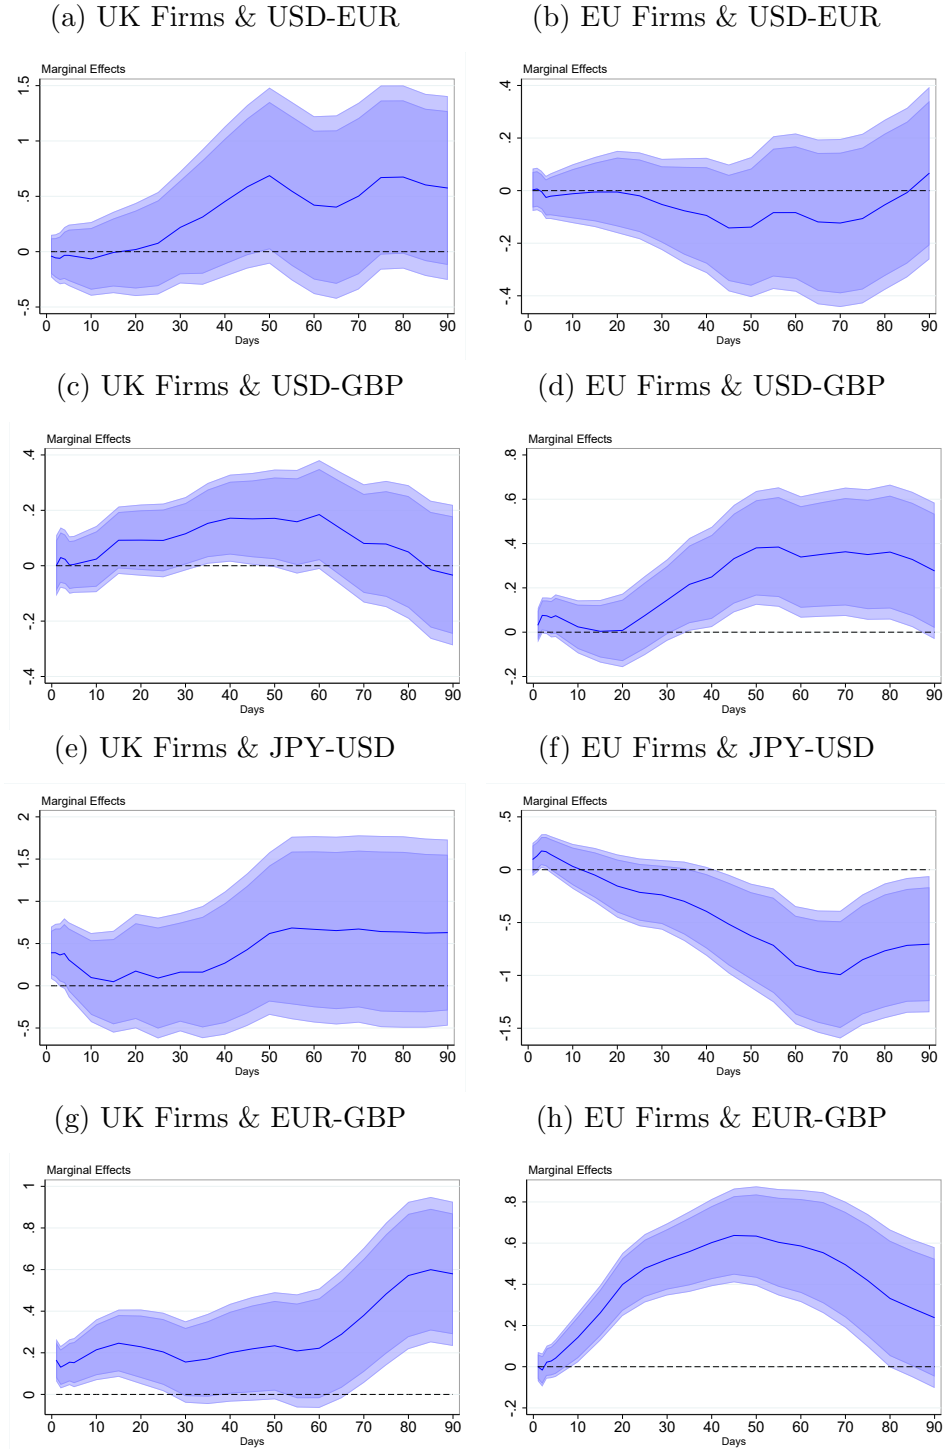 (a) UK Firms & USD-EUR
(b) EU Firms & USD-EUR
Marginal Effects
1.5
1
.5
0
-.5
0 10 20 30 40 50 60 70 80 90
Days
Marginal Effects
.4
.2
0
-.2
-.4
0 10 20 30 40 50 60 70 80 90
Days
(c) UK Firms & USD-GBP
(d) EU Firms & USD-GBP
Marginal Effects
.4
.2
0
-.2
-.4
0 10 20 30 40 50 60 70 80 90
Days
Marginal Effects
.8
.6
.4
.2
0
-.2
0 10 20 30 40 50 60 70 80 90
Days
(e) UK Firms & JPY-USD
(f) EU Firms & JPY-USD
Marginal Effects
2
1.5
1
.5
0
-.5
0 10 20 30 40 50 60 70 80 90
Days
Marginal Effects
.5
0
-.5
-1
-1.5
0 10 20 30 40 50 60 70 80 90
Days
(g) UK Firms & EUR-GBP
(h) EU Firms & EUR-GBP
Marginal Effects
1
.8
.6
.4
.2
0
0 10 20 30 40 50 60 70 80 90
Days
Marginal Effects
.8
.6
.4
.2
0
-.2
0 10 20 30 40 50 60 70 80 90
Days